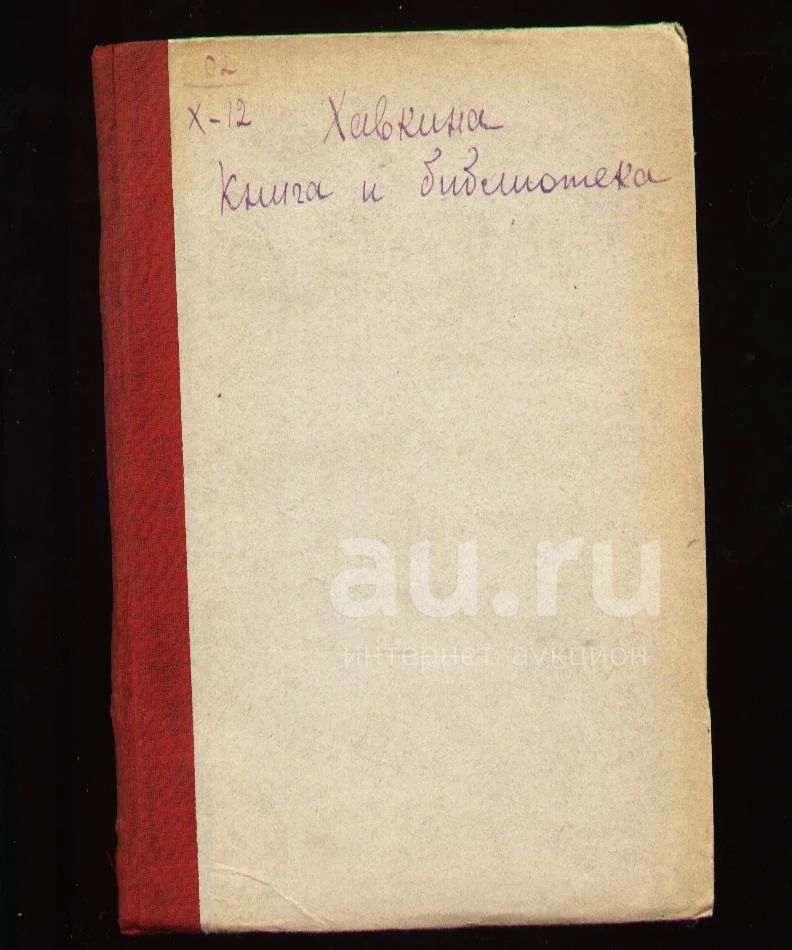 02
Х-12 Хавкина
Книга и библиотека
au.ru
интернет аукцион